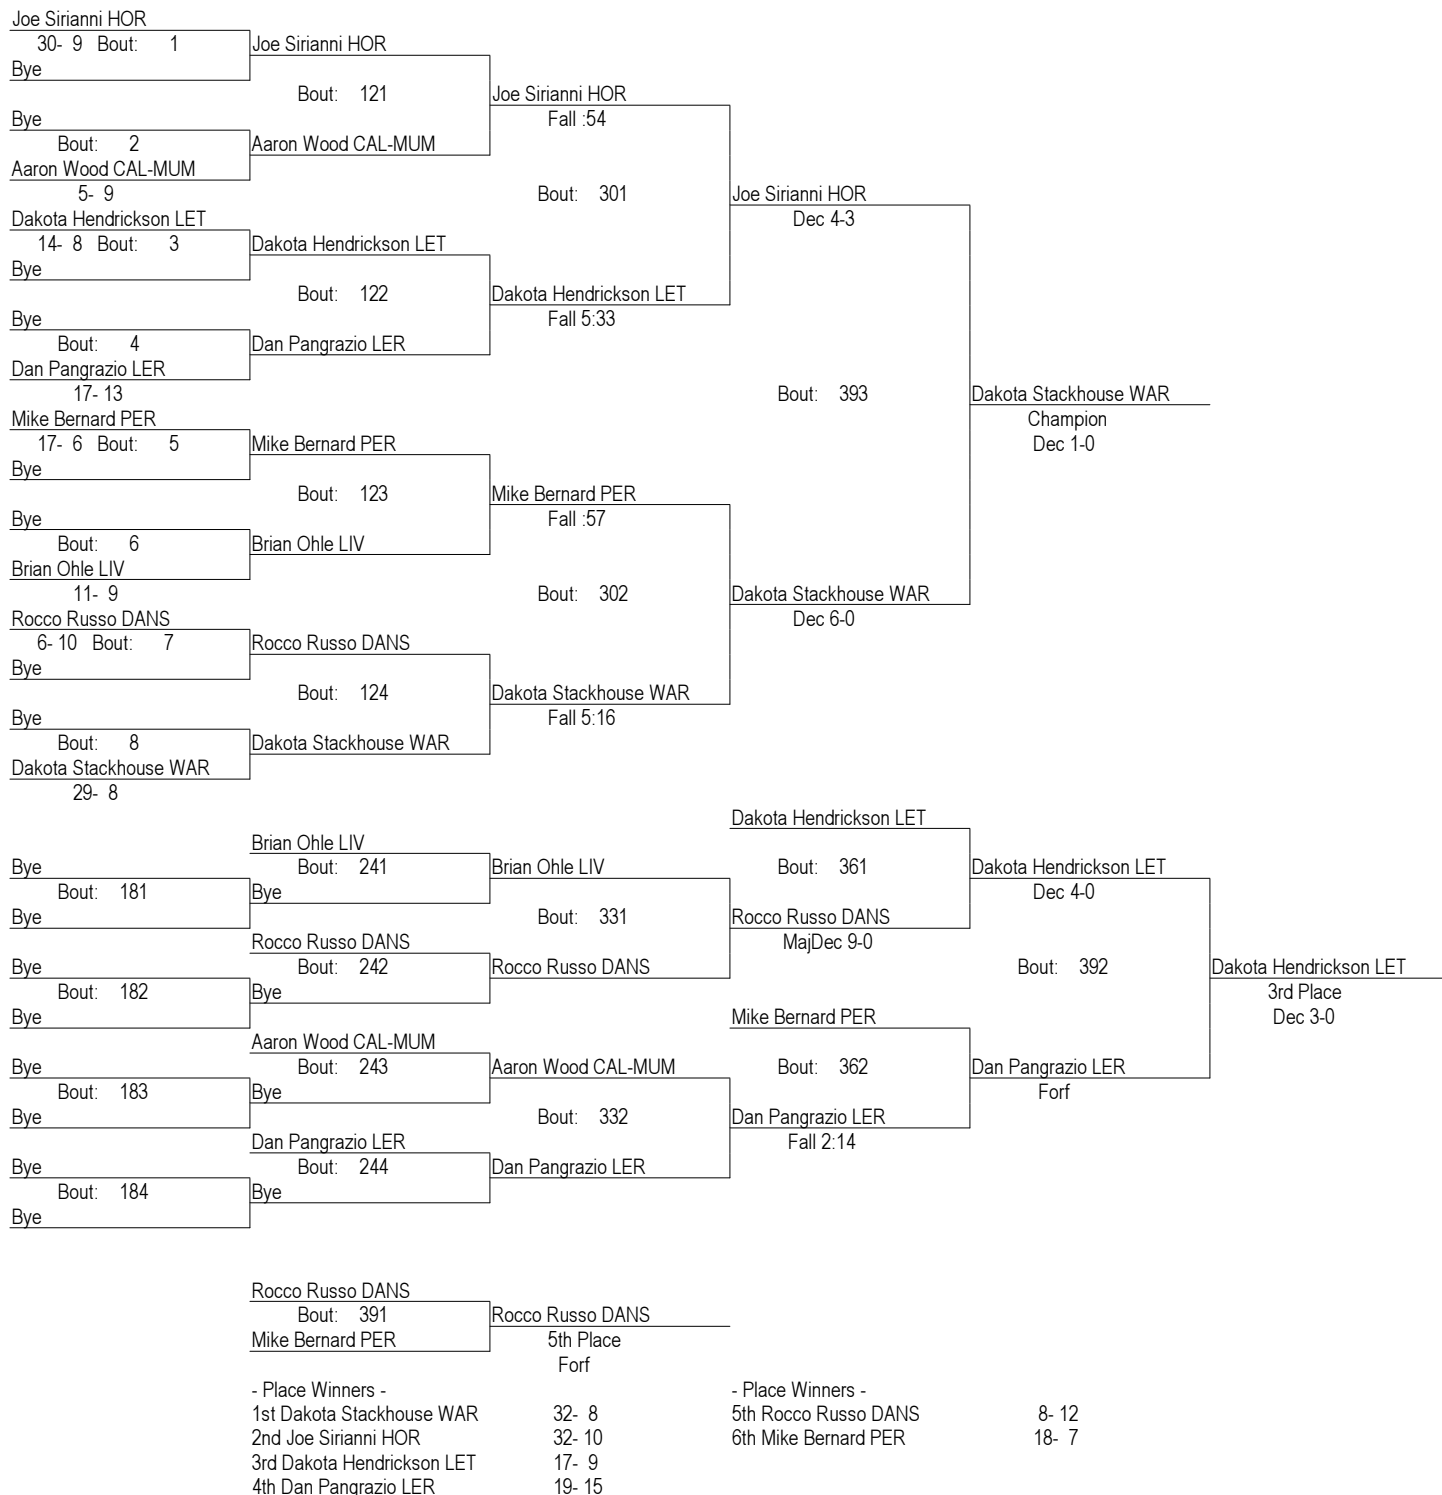 Joe Sirianni HOR
30- 9 Bout: 1
Bye
Joe Sirianni HOR
Bout: 121
Bye
Bout: 2
Aaron Wood CAL-MUM
5- 9
Aaron Wood CAL-MUM
Joe Sirianni HOR
Fall :54
Bout: 301
Dakota Hendrickson LET
14- 8 Bout: 3
Bye
Dakota Hendrickson LET
Bout: 122
Bye
Bout: 4
Dan Pangrazio LER
17- 13
Dan Pangrazio LER
Dakota Hendrickson LET
Fall 5:33
Joe Sirianni HOR
Dec 4-3
Bout: 393
Mike Bernard PER
17- 6 Bout: 5
Bye
Mike Bernard PER
Bout: 123
Bye
Bout: 6
Brian Ohle LIV
11- 9
Brian Ohle LIV
Mike Bernard PER
Fall :57
Bout: 302
Rocco Russo DANS
6- 10 Bout: 7
Bye
Rocco Russo DANS
Bout: 124
Bye
Bout: 8
Dakota Stackhouse WAR
29- 8
Dakota Stackhouse WAR
Dakota Stackhouse WAR
Fall 5:16
Dakota Stackhouse WAR
Dec 6-0
Dakota Stackhouse WAR
Champion
Dec 1-0
Bye
Bout: 181
Bye
Brian Ohle LIV
Bout: 241
Bye
Brian Ohle LIV
Bout: 331
Bye
Bout: 182
Bye
Rocco Russo DANS
Bout: 242
Bye
Rocco Russo DANS
Dakota Hendrickson LET
Bout: 361
Rocco Russo DANS
MajDec 9-0
Dakota Hendrickson LET
Dec 4-0
Bout: 392
Bye
Bout: 183
Bye
Aaron Wood CAL-MUM
Bout: 243
Bye
Aaron Wood CAL-MUM
Bout: 332
Bye
Bout: 184
Bye
Dan Pangrazio LER
Bout: 244
Bye
Dan Pangrazio LER
Mike Bernard PER
Bout: 362
Dan Pangrazio LER
Fall 2:14
Dan Pangrazio LER
Forf
Dakota Hendrickson LET
3rd Place
Dec 3-0
Rocco Russo DANS
Bout: 391
Mike Bernard PER
Rocco Russo DANS
5th Place
Forf
- Place Winners -
1st Dakota Stackhouse WAR 32- 8
2nd Joe Sirianni HOR 32- 10
3rd Dakota Hendrickson LET 17- 9
4th Dan Pangrazio LER 19- 15
- Place Winners -
5th Rocco Russo DANS 8- 12
6th Mike Bernard PER 18- 7